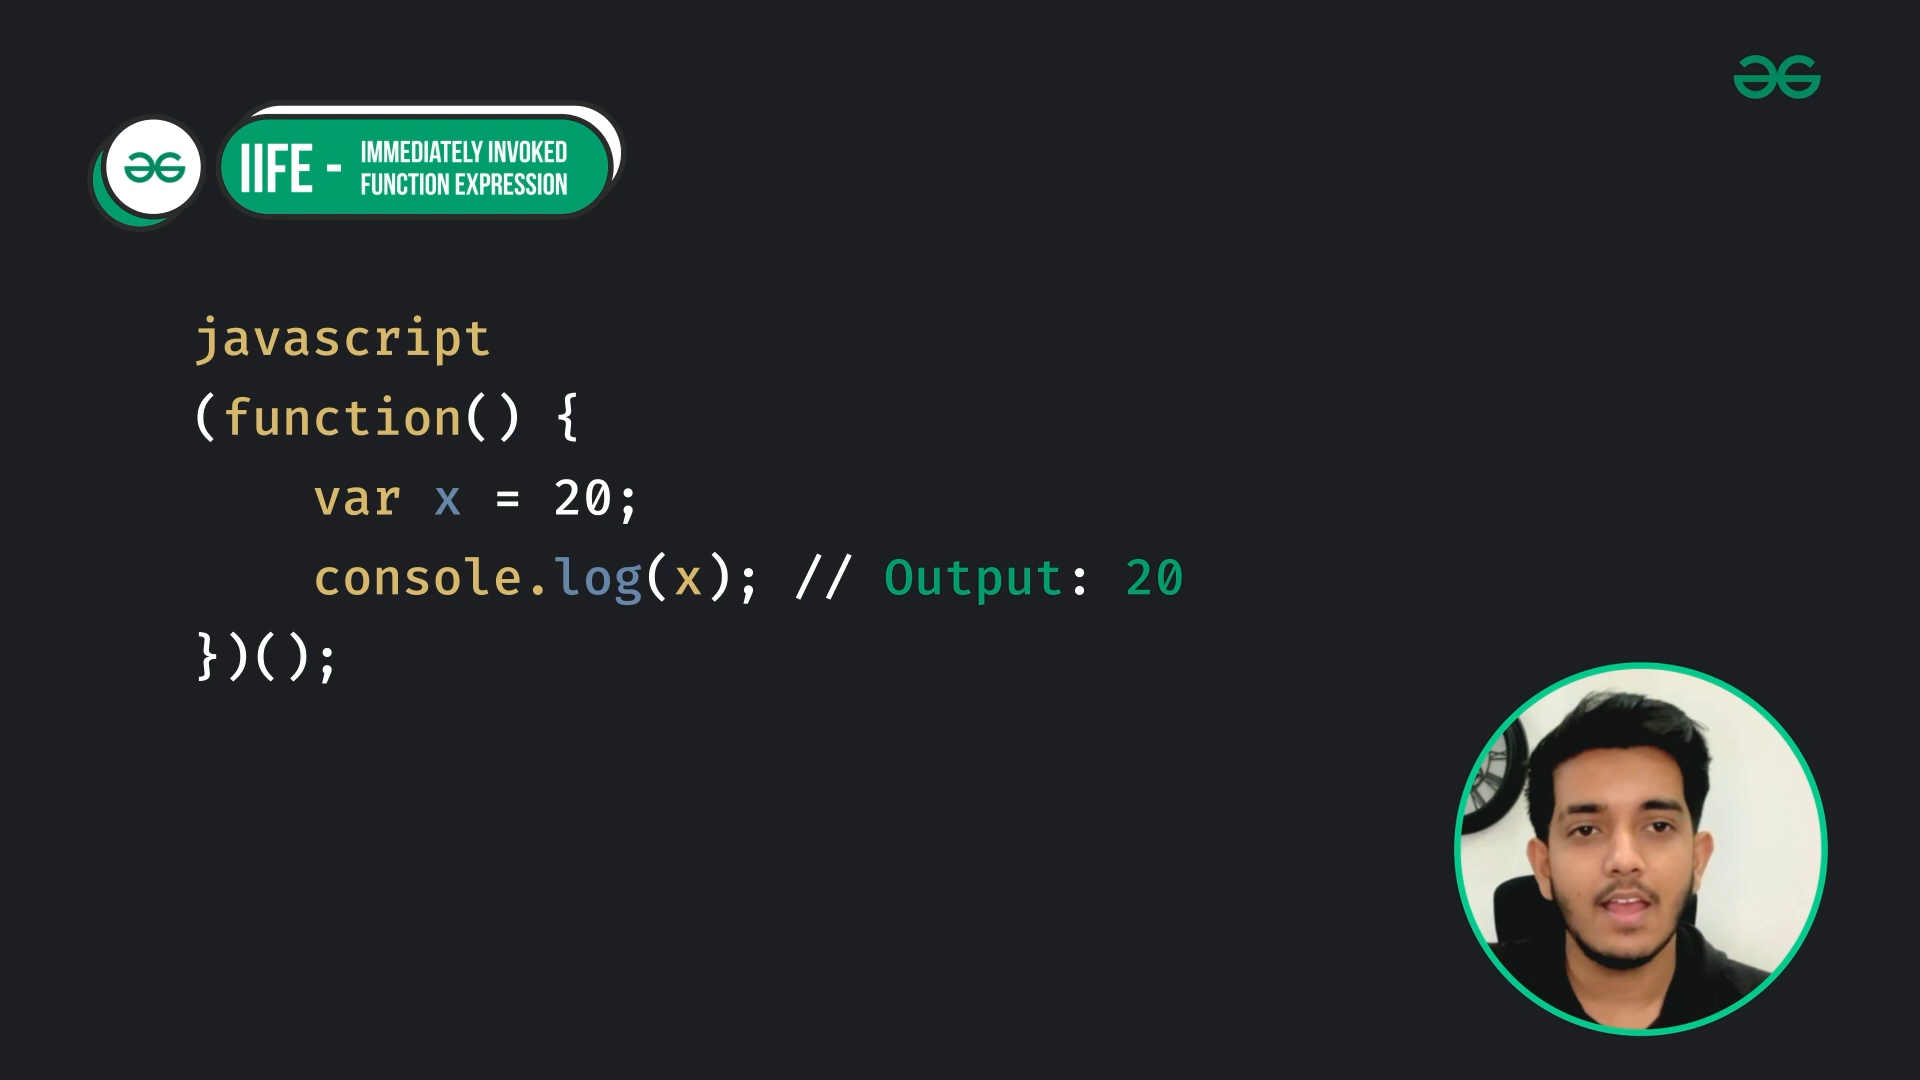 IIFE -
IMMEDIATELY INVOKED
FUNCTION EXPRESSION
javascript
(function() {
    var x = 20;
    console.log(x); // Output: 20
})();